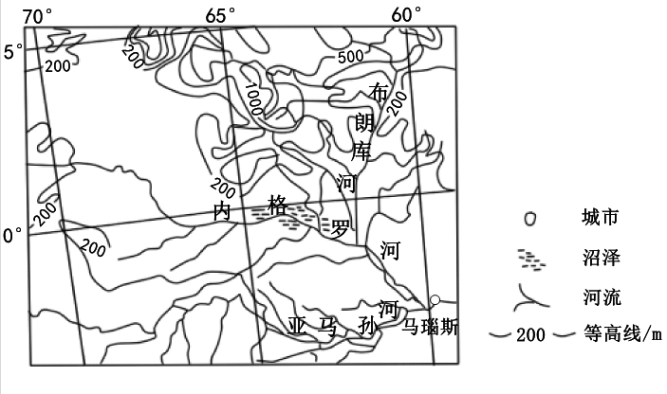 70° 65° 60°
5°
200
200
500
1000
200
布
朗
库
河
200
内 格 罗 河
200
0°
200
亚 马 孙 河
马瑙斯
城市
沼泽
河流
200 等高线/m